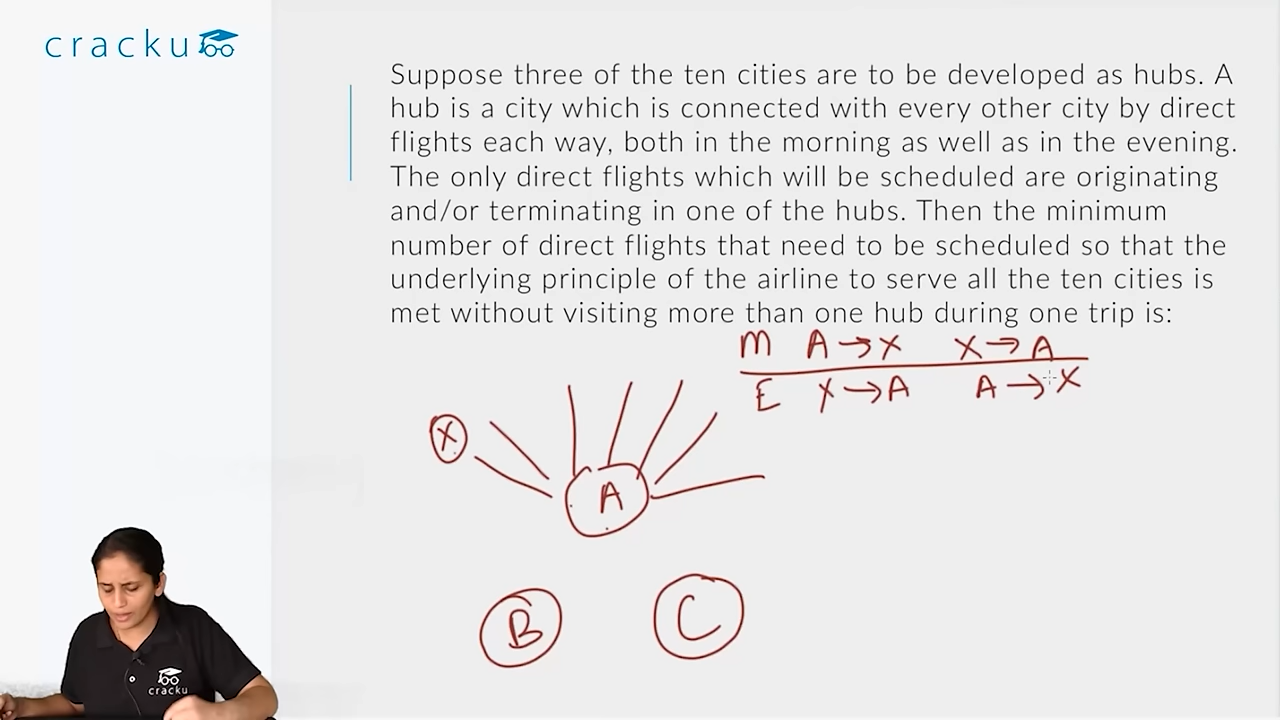 cracku
Suppose three of the ten cities are to be developed as hubs. A
hub is a city which is connected with every other city by direct
flights each way, both in the morning as well as in the evening.
The only direct flights which will be scheduled are originating
and/or terminating in one of the hubs. Then the minimum
number of direct flights that need to be scheduled so that the
underlying principle of the airline to serve all the ten cities is
met without visiting more than one hub during one trip is:
M A→X X→A
E X→A A→X
X
A
B
C
cracku